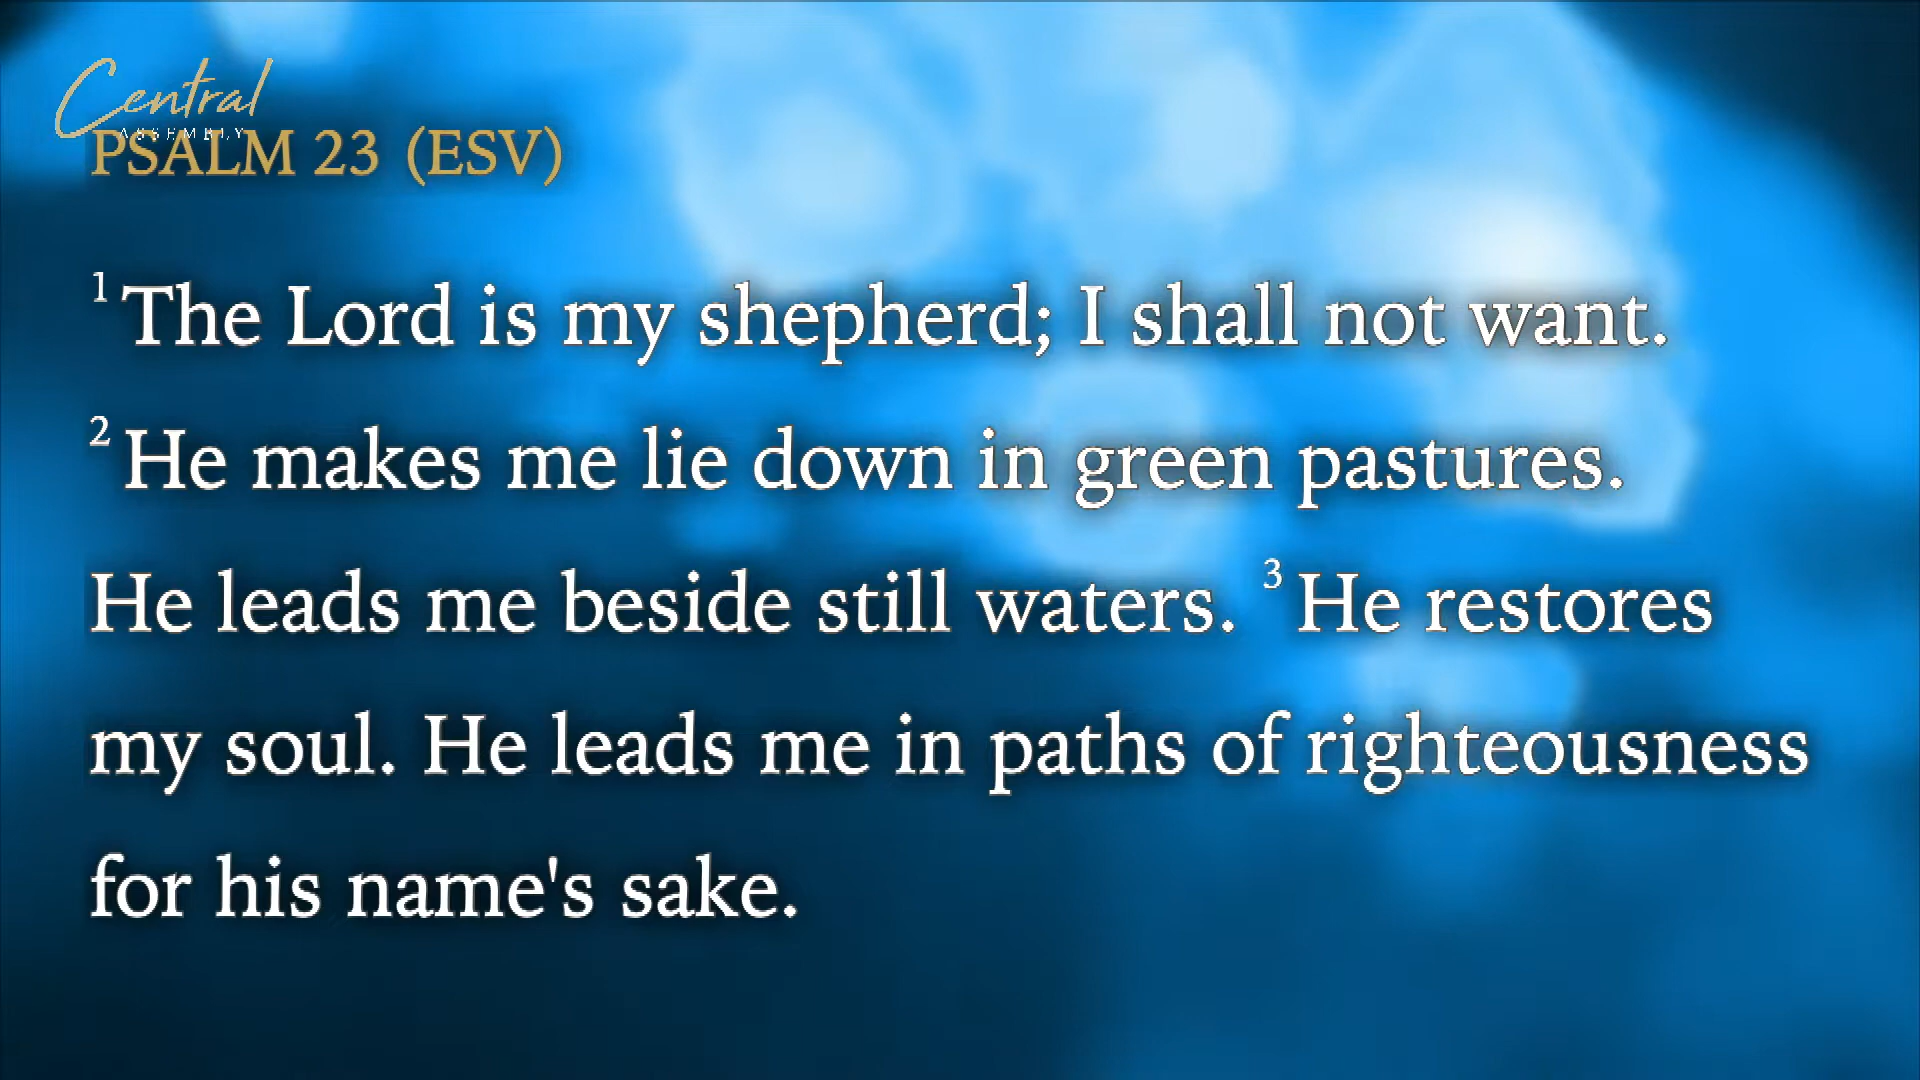 Central
ASSEMBLY
PSALM 23 (ESV)
1 The Lord is my shepherd; I shall not want.
2 He makes me lie down in green pastures.
He leads me beside still waters. 3 He restores
my soul. He leads me in paths of righteousness
for his name's sake.